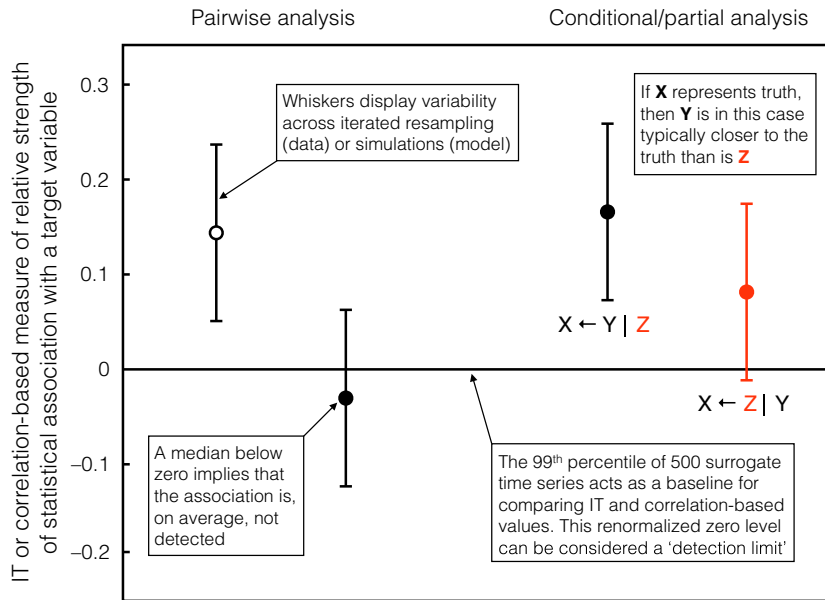 Pairwise analysis
Conditional/partial analysis
IT or correlation-based measure of relative strength
of statistical association with a target variable
0.3
0.2
0.1
0
−0.1
−0.2
Whiskers display variability
across iterated resampling
(data) or simulations (model)
If X represents truth,
then Y is in this case
typically closer to the
truth than is Z
X ← Y | Z
X ← Z | Y
A median below
zero implies that
the association is,
on average, not
detected
The 99th percentile of 500 surrogate
time series acts as a baseline for
comparing IT and correlation-based
values. This renormalized zero level
can be considered a ‘detection limit’